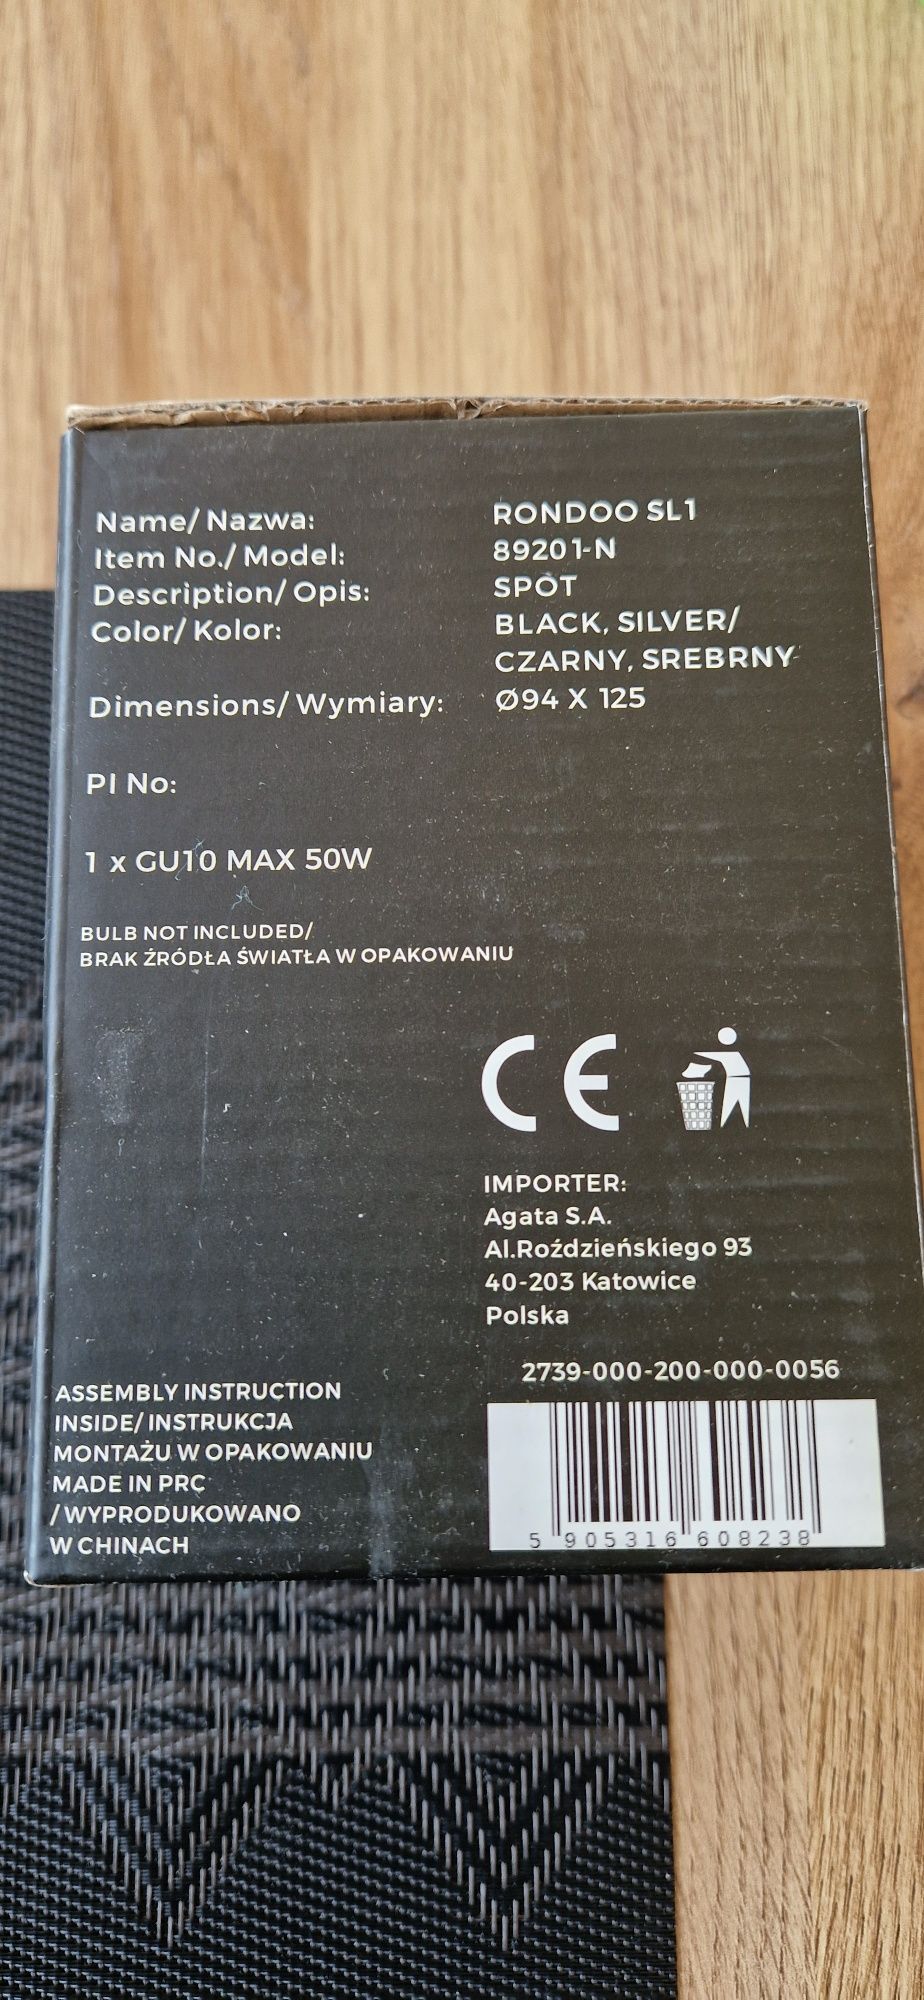 Name/ Nazwa: RONDOO SL1
Item No./ Model: 89201-N
Description/ Opis: SPOT
Color/ Kolor: BLACK, SILVER/
CZARNY, SREBRNY
Dimensions/ Wymiary: Ø94 X 125
PI No:
1 x GU10 MAX 50W
BULB NOT INCLUDED/
BRAK ŹRÓDŁA ŚWIATŁA W OPAKOWANIU
CE
IMPORTER:
Agata S.A.
Al.Roździeńskiego 93
40-203 Katowice
Polska
2739-000-200-000-0056
ASSEMBLY INSTRUCTION
INSIDE/ INSTRUKCJA
MONTAŻU W OPAKOWANIU
MADE IN PRC
/ WYPRODUKOWANO
W CHINACH
5 905316 608238